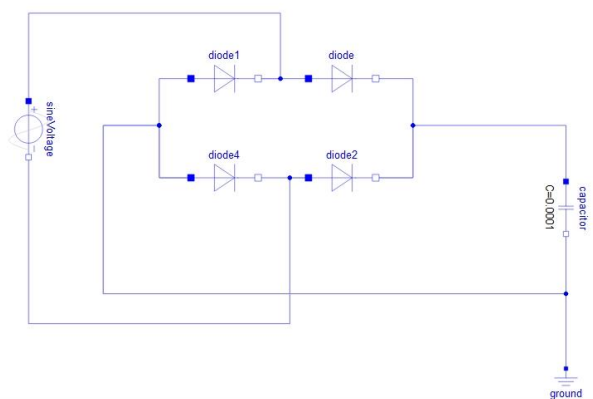 diode1
diode
sineVoltage
+
-
diode4
diode2
capacitor
C=0.0001
ground